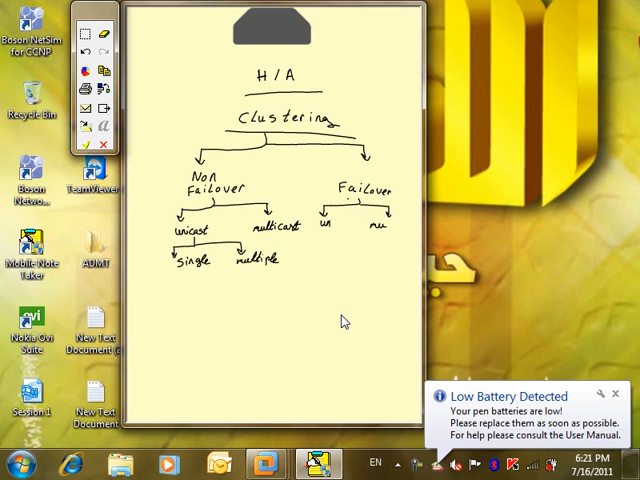 Boson NetSim
for CCNP
Recycle Bin
Boson
Netwo...
TeamViewer
Mobile Note
Taker
ADMT
Nokia Ovi
Suite
ovi
New Text
Document (...
Session 1
New Text
Document
H/A
Clustering
Non
Failover
Failover
unicast
multicast
un
mu
single
multiple
Low Battery Detected
Your pen batteries are low!
Please replace them as soon as possible.
For help please consult the User Manual.
EN
6:21 PM
7/16/2011